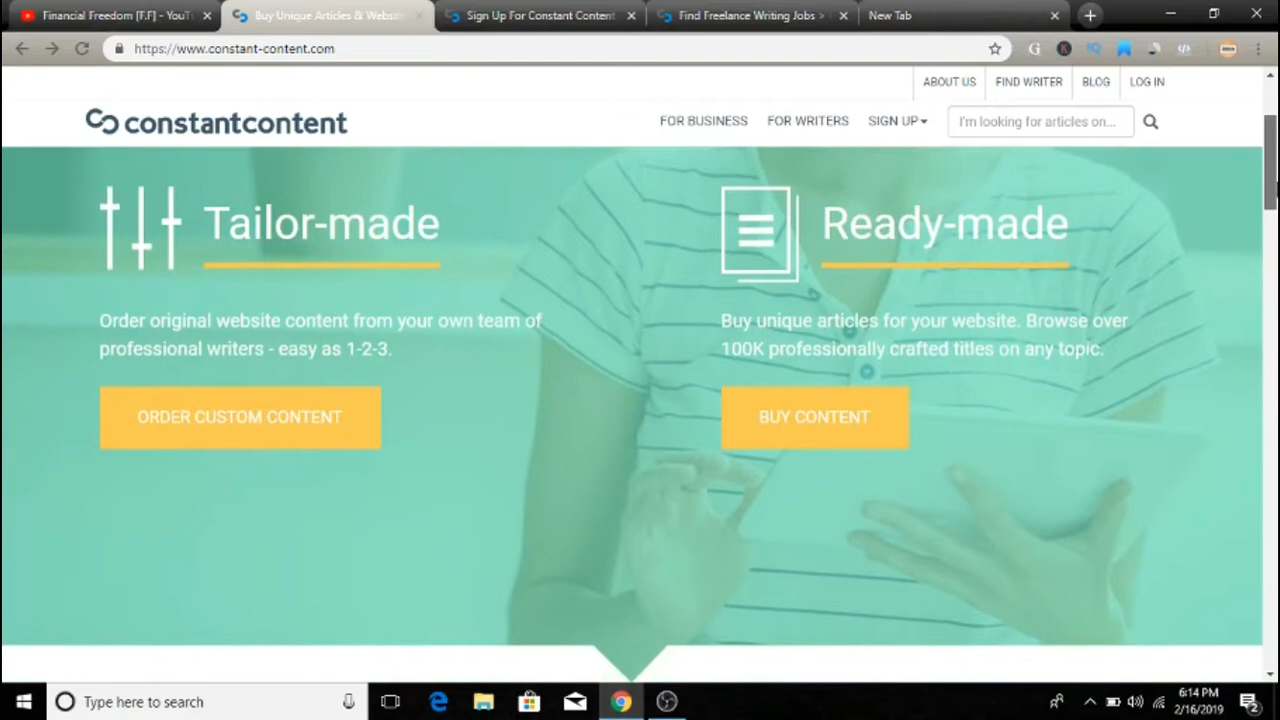 Financial Freedom [F.F] - YouT
Buy Unique Articles & Website
Sign Up For Constant Content
Find Freelance Writing Jobs >
New Tab
https://www.constant-content.com
ABOUT US
FIND WRITER
BLOG
LOG IN
constantcontent
FOR BUSINESS
FOR WRITERS
SIGN UP
I'm looking for articles on...
Tailor-made
Order original website content from your own team of
professional writers - easy as 1-2-3.
ORDER CUSTOM CONTENT
Ready-made
Buy unique articles for your website. Browse over
100K professionally crafted titles on any topic.
BUY CONTENT
Type here to search
6:14 PM
2/16/2019
2